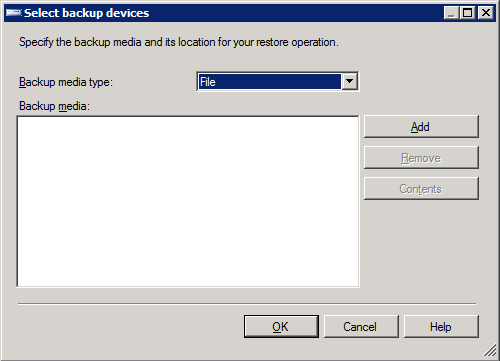 Select backup devices
Specify the backup media and its location for your restore operation.
Backup media type:
File
Backup media:
Add
Remove
Contents
OK
Cancel
Help